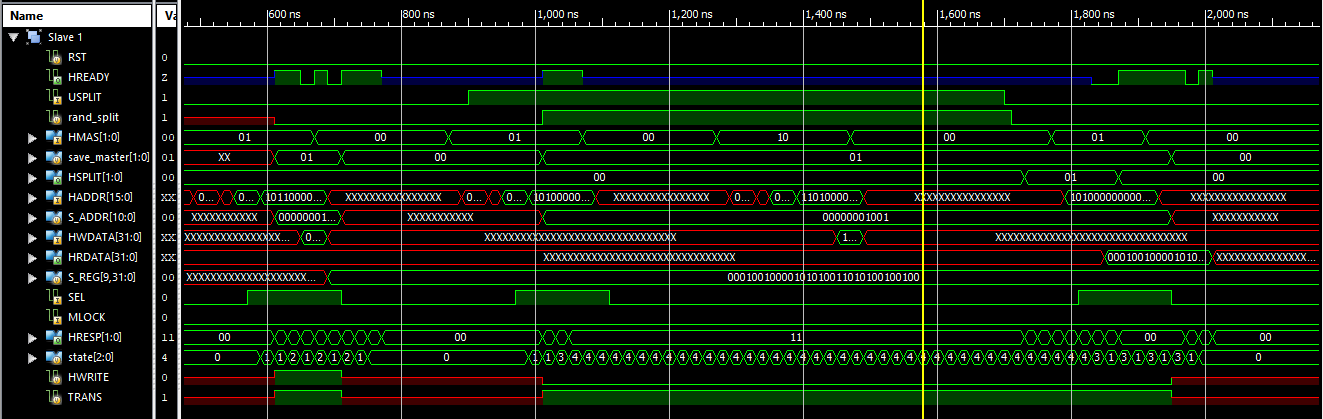 Name Va 600 ns 800 ns 1,000 ns 1,200 ns 1,400 ns 1,600 ns 1,800 ns 2,000 ns
Slave 1
RST 0
HREADY Z
USPLIT 1
rand_split 1
HMAS[1:0] 00 01 00 01 00 10 00 01 00
save_master[1:0] 01 XX 01 00 01 00
HSPLIT[1:0] 00 00 01 00
HADDR[15:0] XX 0... 0... 10110000... XXXXXXXXXXXXXXXX 0... 0... 10100000... XXXXXXXXXXXXXXXX 0... 0... 11010000... XXXXXXXXXXXXXXXX 101000000000... XXXXXXXXXXXXXXXX
S_ADDR[10:0] 00 XXXXXXXXXXX 00000001... XXXXXXXXXXX 00000001001 XXXXXXXXXXX
HWDATA[31:0] XX XXXXXXXXXXXXXXXX... 0... XXXXXXXXXXXXXXXXXXXXXXXXXXXXXXXX 1... XXXXXXXXXXXXXXXXXXXXXXXXXXXXXXXX
HRDATA[31:0] XX XXXXXXXXXXXXXXXXXXXXXXXXXXXXXXXX 000100100001010... XXXXXXXXXXXXXXX...
S_REG[9,31:0] 00 XXXXXXXXXXXXXXXXXXXX... 00010010000101010011010100100100
SEL 0
MLOCK 0
HRESP[1:0] 11 00 00 11 00 00
state[2:0] 4 0 1 1 2 1 2 1 2 1 0 1 3 4 4 4 4 4 4 4 4 4 4 4 4 4 4 4 4 4 4 4 4 4 4 4 4 4 4 4 4 4 4 4 4 4 4 4 4 4 4 3 1 3 1 3 1 0
HWRITE 0
TRANS 1